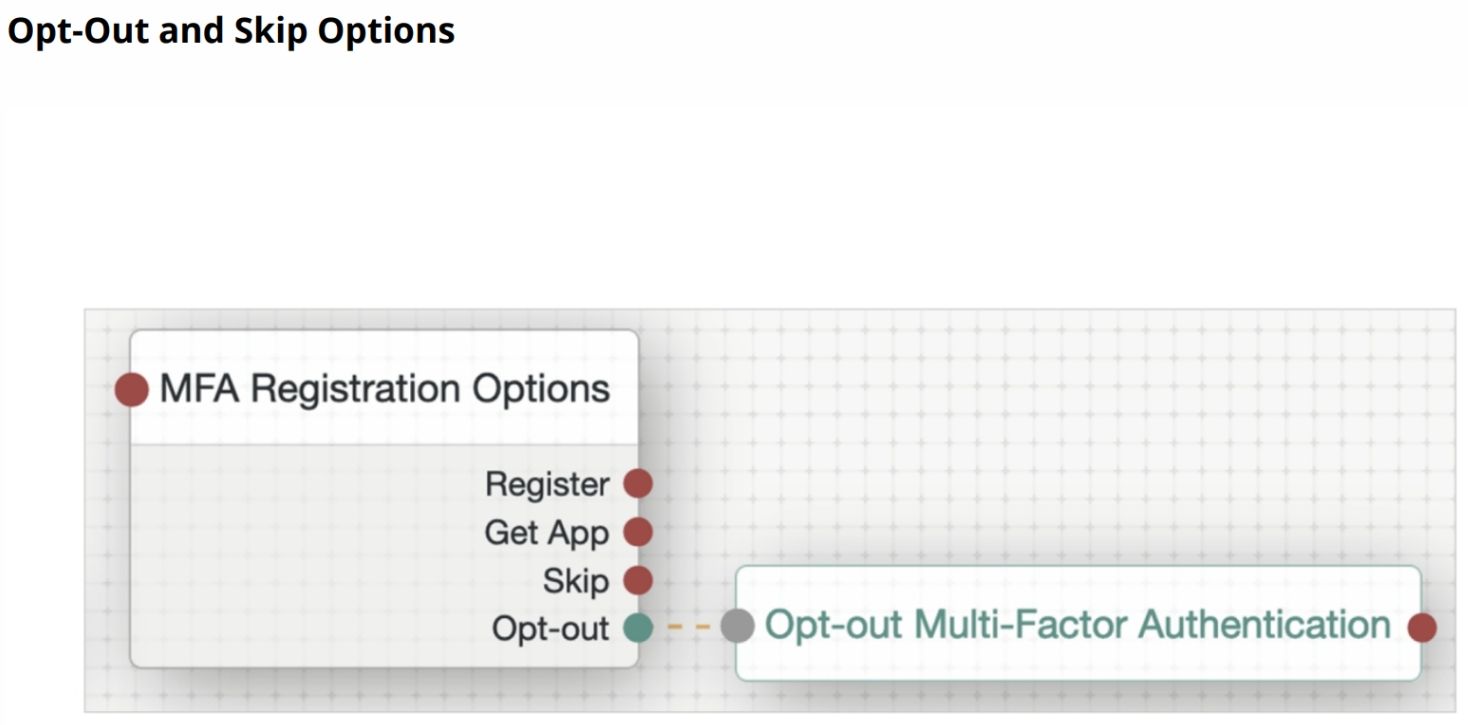 Opt-Out and Skip Options
MFA Registration Options
Register
Get App
Skip
Opt-out
Opt-out Multi-Factor Authentication